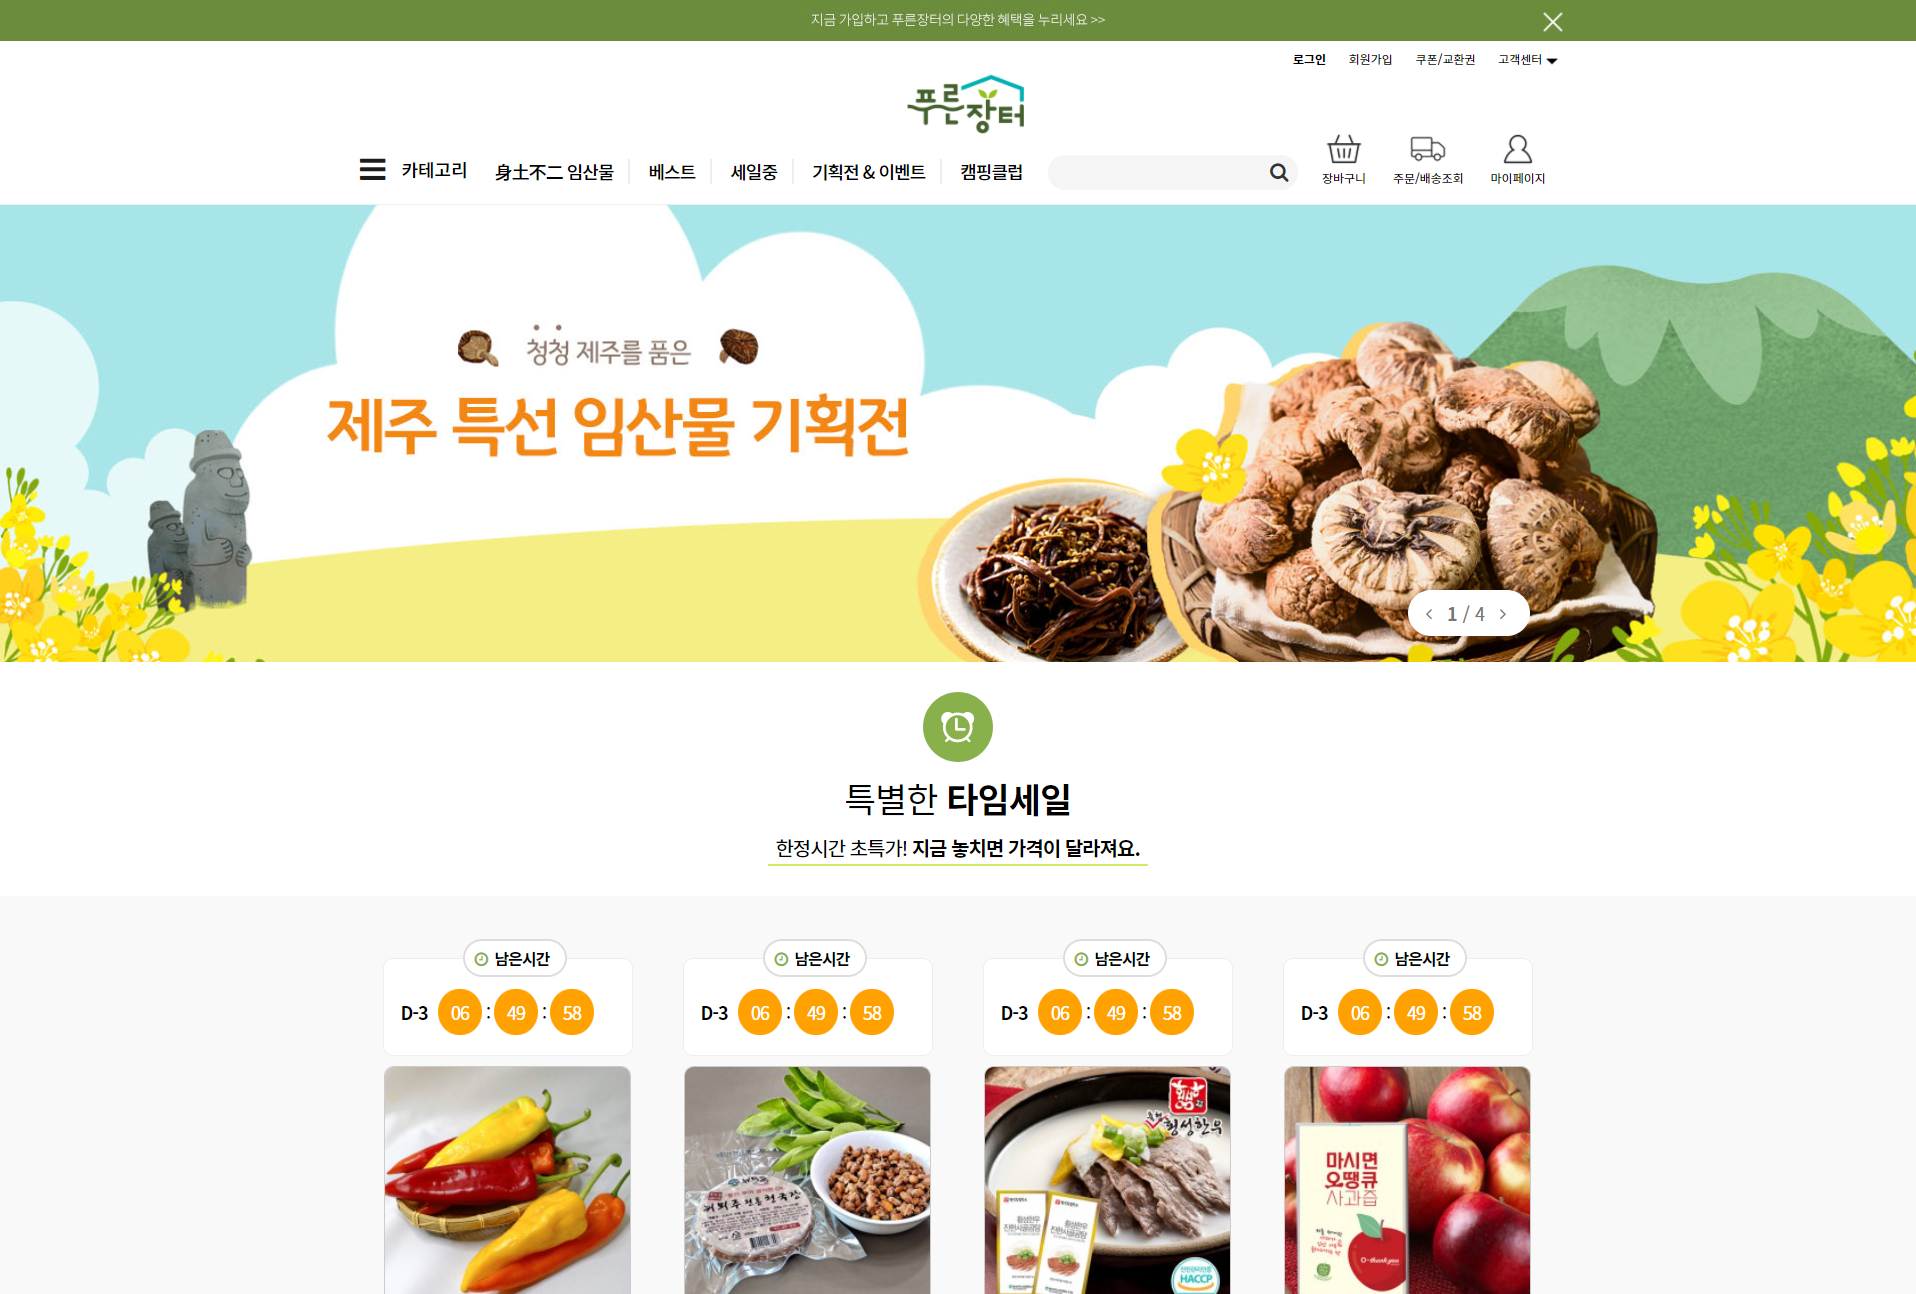 지금 가입하고 푸른장터의 다양한 혜택을 누리세요 >>
로그인 회원가입 쿠폰/교환권 고객센터
푸른장터
카테고리 身土不二 임산물 베스트 세일중 기획전 & 이벤트 캠핑클럽
장바구니 주문/배송조회 마이페이지
청청 제주를 품은
제주 특선 임산물 기획전
1 / 4
특별한 타임세일
한정시간 초특가! 지금 놓치면 가격이 달라져요.
남은시간 남은시간 남은시간 남은시간
D-3 06 : 49 : 58 D-3 06 : 49 : 58 D-3 06 : 49 : 58 D-3 06 : 49 : 58
횡성한우
HACCP
마시면
오땡큐
사과즙
O-thank you